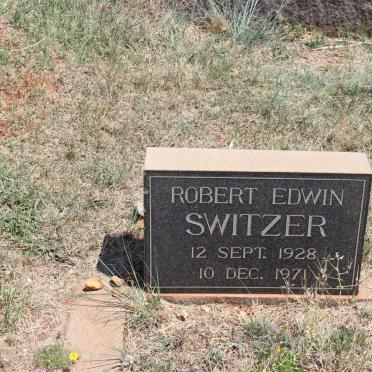 ROBERT EDWIN
SWITZER
12 SEPT. 1928
10 DEC. 1971